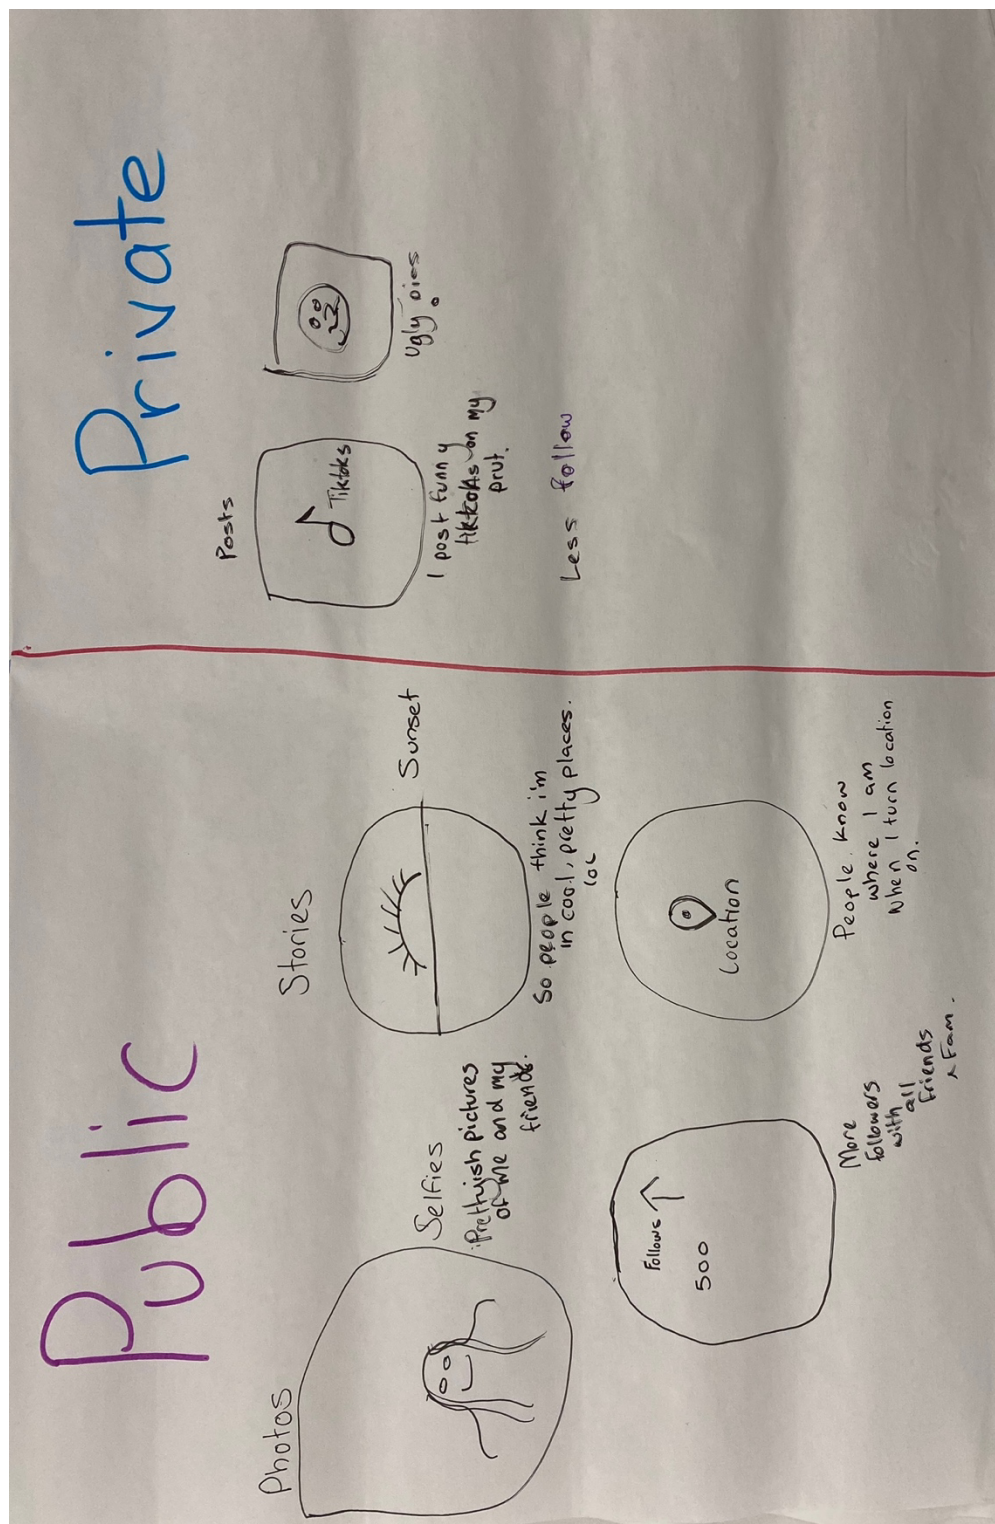 Public
Photos
Selfies
Prettyish pictures
of me and my
friends.
Stories
Sunset
So people think i'm
in cool, pretty places.
loc
Follows
500
More
followers
with all
friends
+ Fam.
Location
People know
where I am
when I turn location
on.
Private
Posts
Tiktoks
I post funny
tiktoks on my
prvt.
ugly pics
Less follow